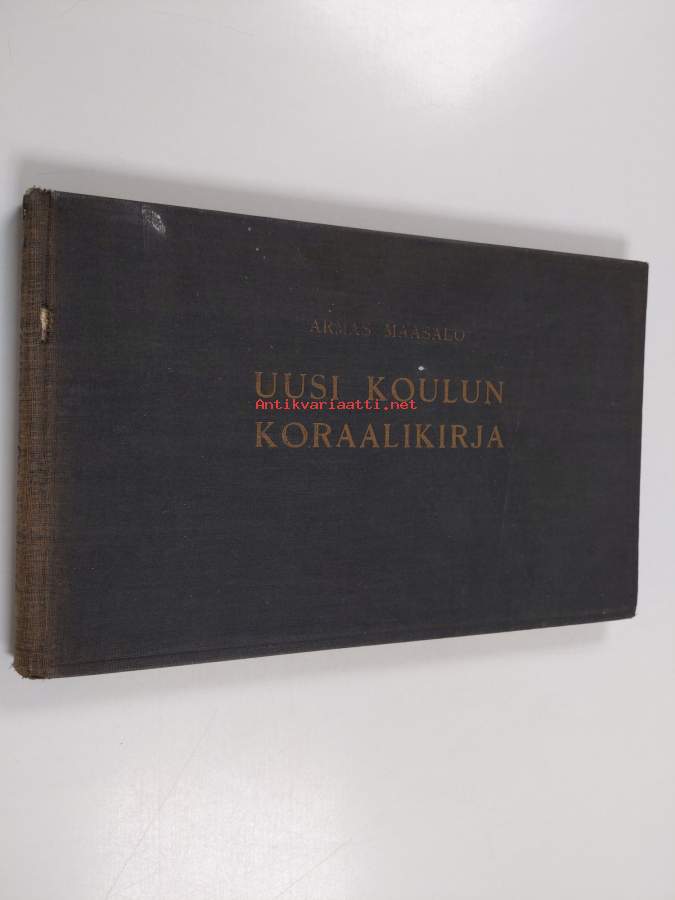 ARMAS MAASALO
UUSI KOULUN
Antikvariaatti.net
KORAALIKIRJA